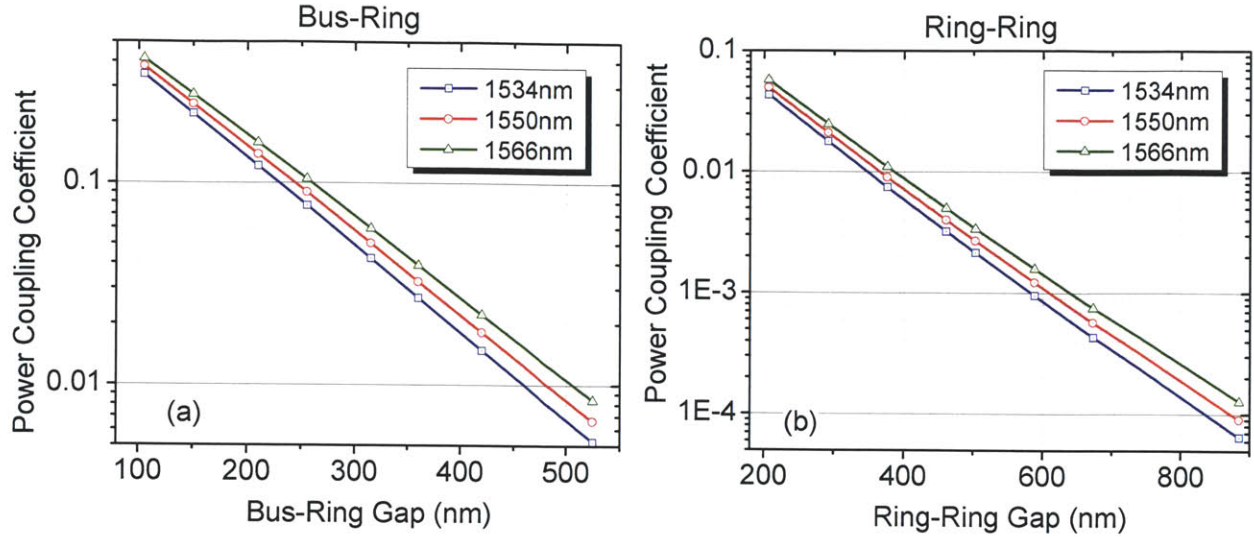 Bus-Ring
Power Coupling Coefficient
0.1
0.01
1534nm
1550nm
1566nm
(a)
100 200 300 400 500
Bus-Ring Gap (nm)
Ring-Ring
Power Coupling Coefficient
0.1
0.01
1E-3
1E-4
1534nm
1550nm
1566nm
(b)
200 400 600 800
Ring-Ring Gap (nm)